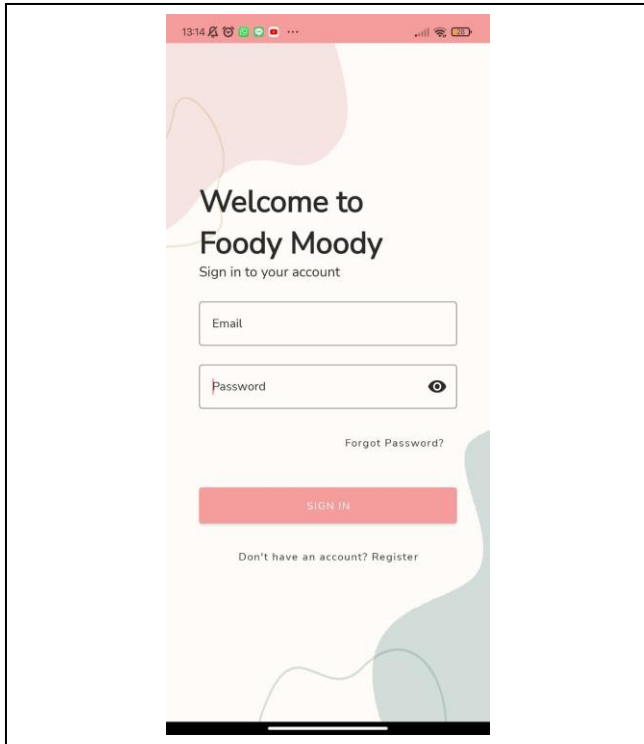 13:14
28
Welcome to
Foody Moody
Sign in to your account
Email
Password
Forgot Password?
SIGN IN
Don't have an account? Register